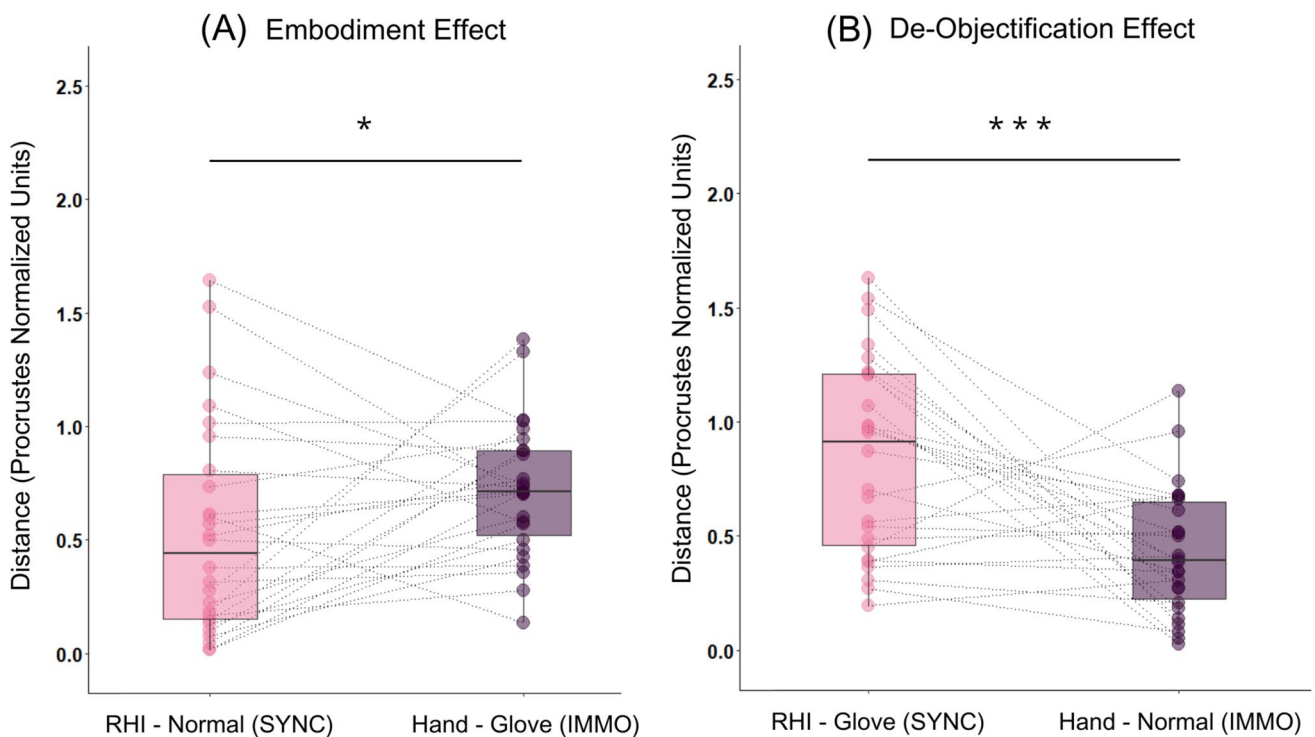 (A) Embodiment Effect
Distance (Procrustes Normalized Units)
2.5
2.0
1.5
1.0
0.5
0.0
*
RHI - Normal (SYNC)
Hand - Glove (IMMO)
(B) De-Objectification Effect
Distance (Procrustes Normalized Units)
2.5
2.0
1.5
1.0
0.5
0.0
* * *
RHI - Glove (SYNC)
Hand - Normal (IMMO)